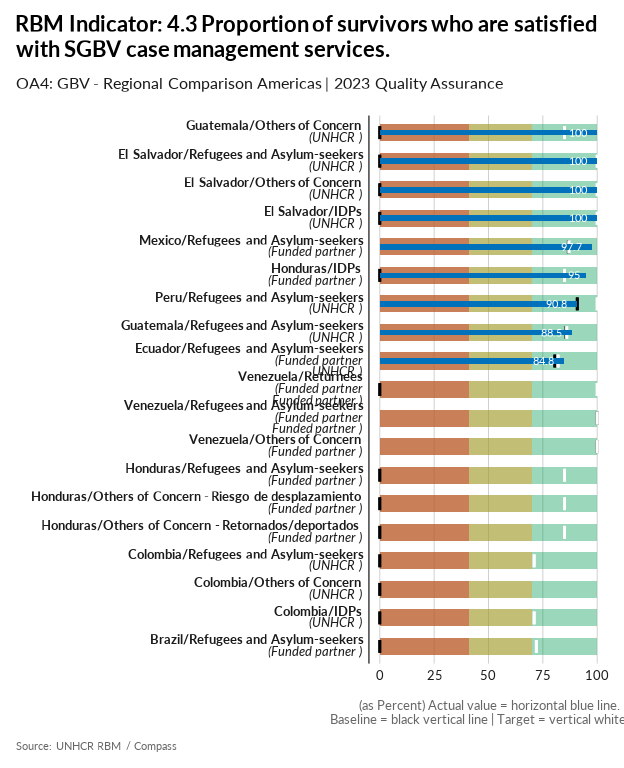 RBM Indicator: 4.3 Proportion of survivors who are satisfied
with SGBV case management services.
OA4: GBV - Regional Comparison Americas | 2023 Quality Assurance
Guatemala/Others of Concern
(UNHCR )
100
El Salvador/Refugees and Asylum-seekers
(UNHCR )
100
El Salvador/Others of Concern
(UNHCR )
100
El Salvador/IDPs
(UNHCR )
100
Mexico/Refugees and Asylum-seekers
(Funded partner )
97.7
Honduras/IDPs
(Funded partner )
95
Peru/Refugees and Asylum-seekers
(UNHCR )
90.8
Guatemala/Refugees and Asylum-seekers
(UNHCR )
88.5
Ecuador/Refugees and Asylum-seekers
(Funded partner
UNHCR )
84.8
Venezuela/Returnees
(Funded partner
Funded partner )
Venezuela/Refugees and Asylum-seekers
(Funded partner
Funded partner )
Venezuela/Others of Concern
(Funded partner )
Honduras/Refugees and Asylum-seekers
(Funded partner )
Honduras/Others of Concern - Riesgo de desplazamiento
(Funded partner )
Honduras/Others of Concern - Retornados/deportados
(Funded partner )
Colombia/Refugees and Asylum-seekers
(UNHCR )
Colombia/Others of Concern
(UNHCR )
Colombia/IDPs
(UNHCR )
Brazil/Refugees and Asylum-seekers
(Funded partner )
0 25 50 75 100
(as Percent) Actual value = horizontal blue line.
Baseline = black vertical line | Target = vertical white
Source: UNHCR RBM / Compass